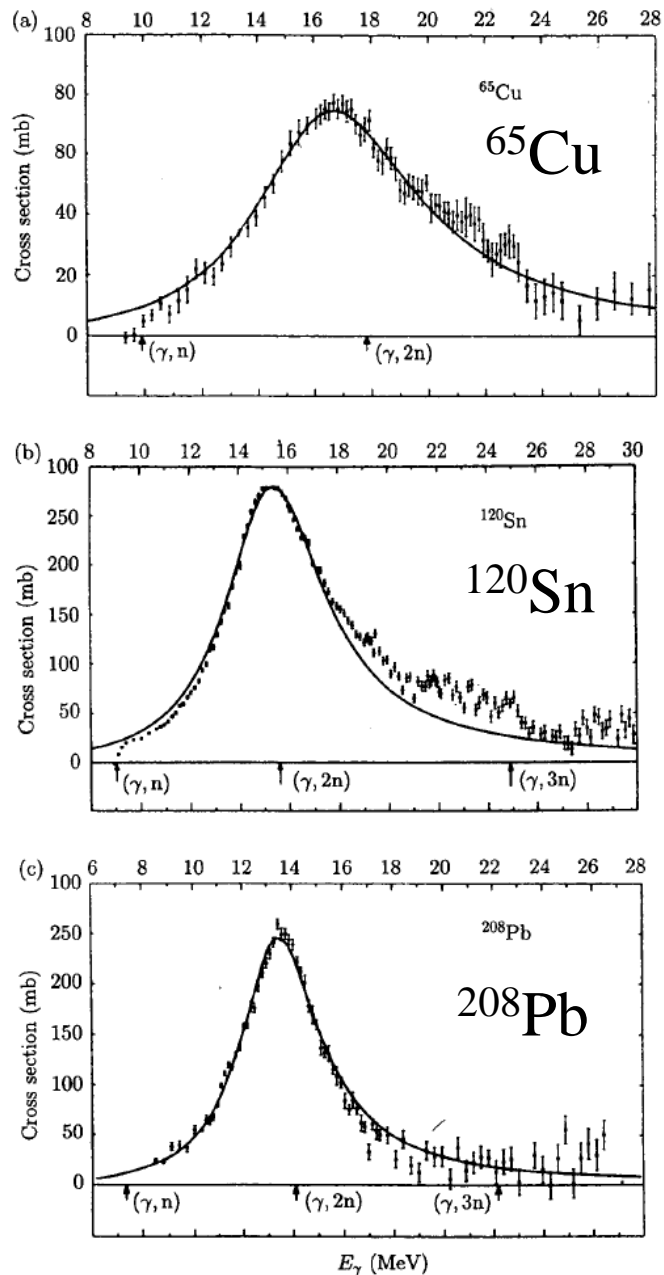 (a)
8 10 12 14 16 18 20 22 24 26 28
100
80
80
40
20
0
Cross section (mb)
65Cu
65Cu
(γ, n)
(γ, 2n)
(b)
8 10 12 14 16 18 20 22 24 26 28 30
300
250
200
150
100
50
0
Cross section (mb)
120Sn
120Sn
(γ, n)
(γ, 2n)
(γ, 3n)
(c)
6 8 10 12 14 16 18 20 22 24 26 28
300
250
200
150
100
50
0
Cross section (mb)
208Pb
208Pb
(γ, n)
(γ, 2n)
(γ, 3n)
Eγ (MeV)